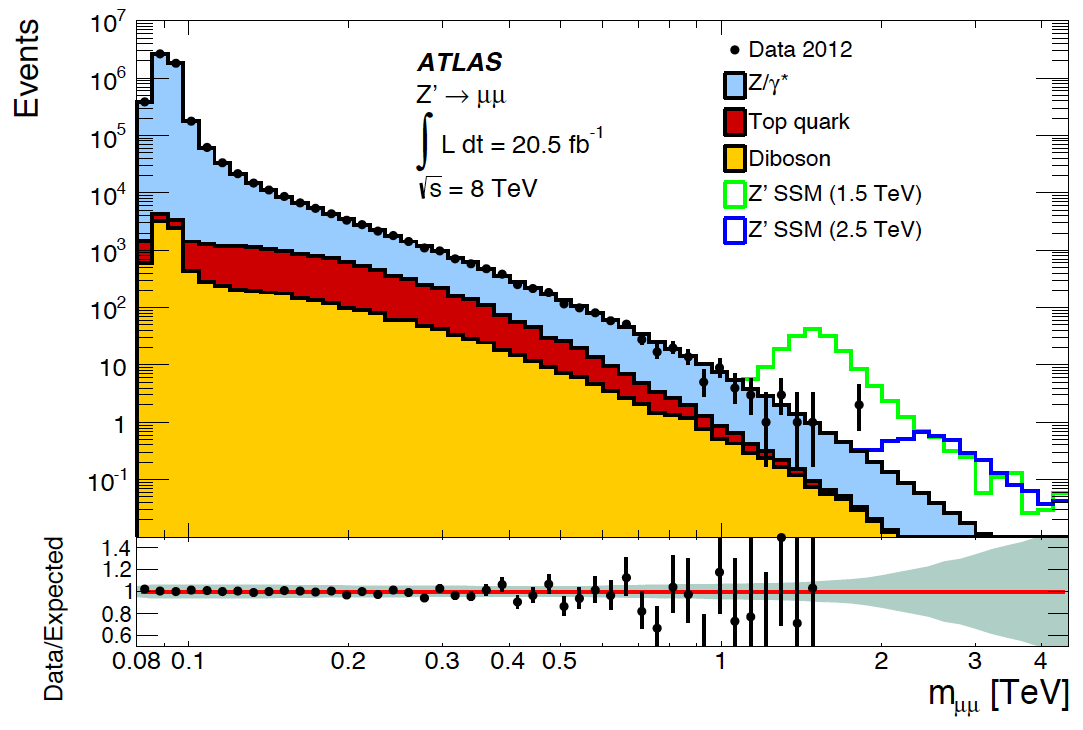 Events
10^7
10^6
10^5
10^4
10^3
10^2
10
1
10^-1
ATLAS
Z' → μμ
∫ L dt = 20.5 fb^-1
√s = 8 TeV
Data 2012
Z/γ*
Top quark
Diboson
Z' SSM (1.5 TeV)
Z' SSM (2.5 TeV)
Data/Expected
1.4
1.2
1
0.8
0.6
0.08 0.1 0.2 0.3 0.4 0.5 1 2 3 4
m_μμ [TeV]